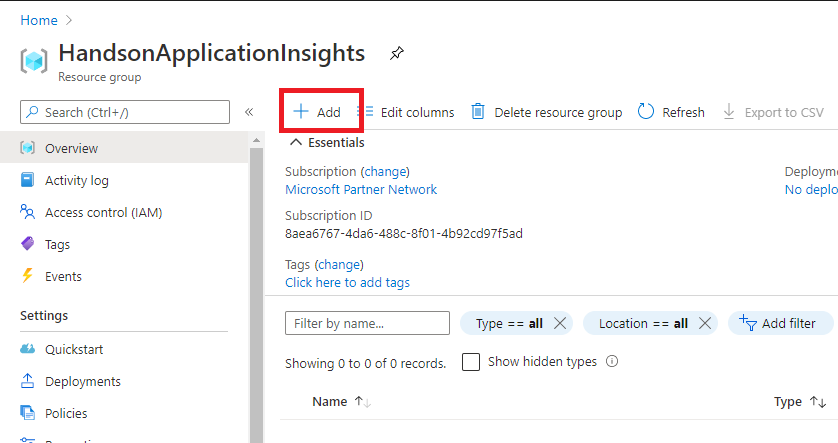 Home
HandsonApplicationInsights
Resource group
Search (Ctrl+/)
Overview
Activity log
Access control (IAM)
Tags
Events
Settings
Quickstart
Deployments
Policies
Add
Edit columns
Delete resource group
Refresh
Export to CSV
Essentials
Subscription (change)
Microsoft Partner Network
Subscription ID
8aea6767-4da6-488c-8f01-4b92cd97f5ad
Tags (change)
Click here to add tags
Deployme
No deplo
Filter by name...
Type == all
Location == all
Add filter
Showing 0 to 0 of 0 records.
Show hidden types
Name
Type